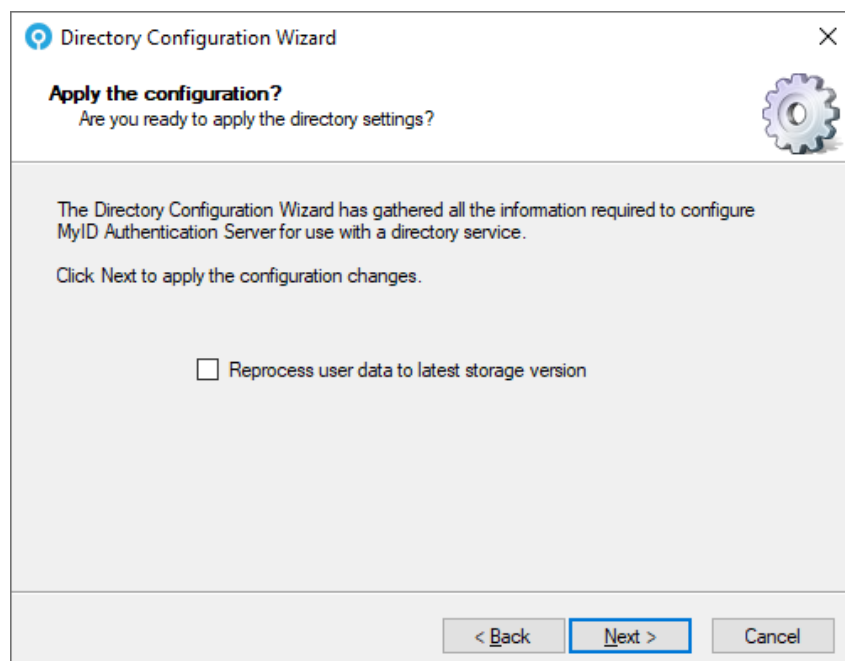 Directory Configuration Wizard
Apply the configuration?
Are you ready to apply the directory settings?
The Directory Configuration Wizard has gathered all the information required to configure
MyID Authentication Server for use with a directory service.
Click Next to apply the configuration changes.
Reprocess user data to latest storage version
< Back Next > Cancel